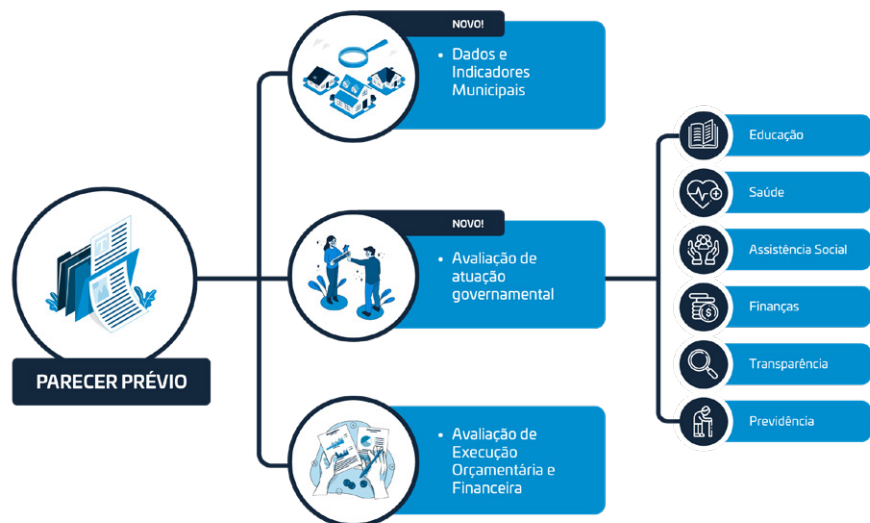 PARECER PRÉVIO
NOVO!
• Dados e
Indicadores
Municipais
NOVO!
• Avaliação de
atuação
governamental
• Avaliação de
Execução
Orçamentária e
Financeira
Educação
Saúde
Assistência Social
Finanças
Transparência
Previdência